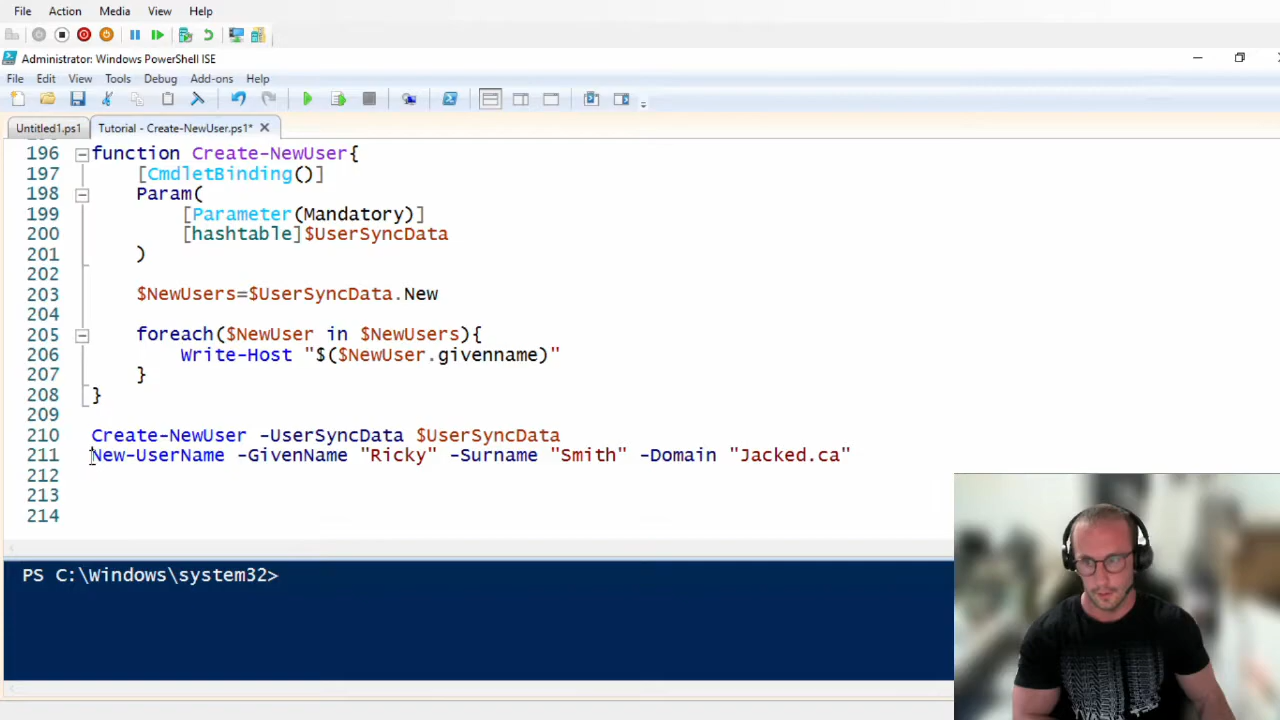 File Action Media View Help
Administrator: Windows PowerShell ISE
File Edit View Tools Debug Add-ons Help
Untitled1.ps1 Tutorial - Create-NewUser.ps1*
196 function Create-NewUser{
197 [CmdletBinding()]
198 Param(
199 [Parameter(Mandatory)]
200 [hashtable]$UserSyncData
201 )
202
203 $NewUsers=$UserSyncData.New
204
205 foreach($NewUser in $NewUsers){
206 Write-Host "$($NewUser.givenname)"
207 }
208 }
209
210 Create-NewUser -UserSyncData $UserSyncData
211 New-UserName -GivenName "Ricky" -Surname "Smith" -Domain "Jacked.ca"
212
213
214
PS C:\Windows\system32>